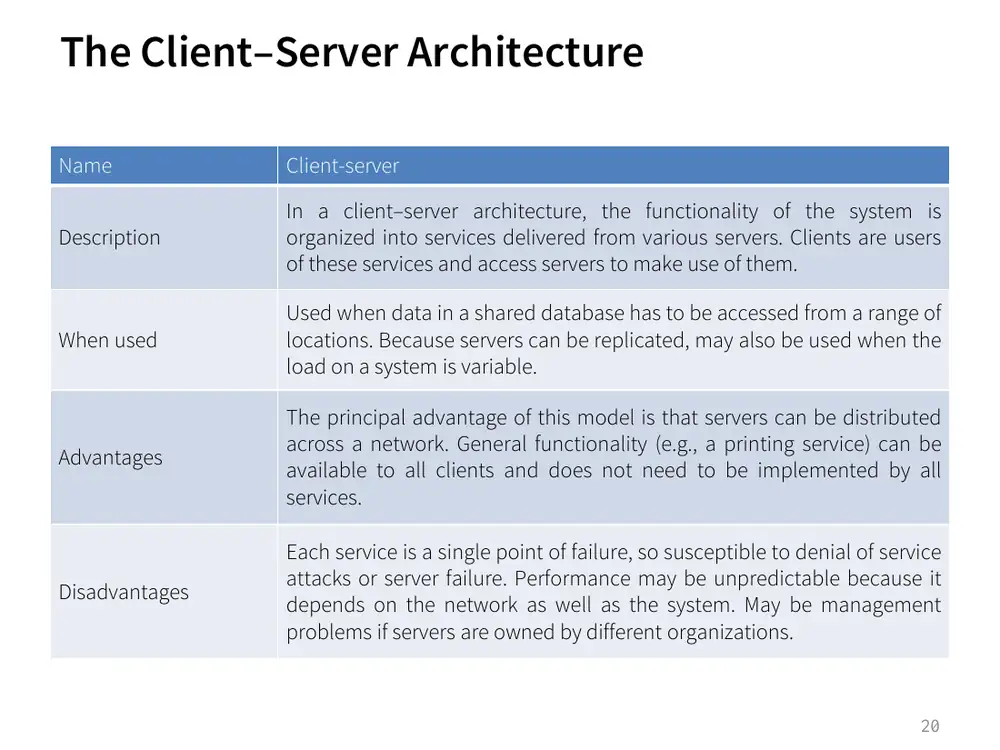 The Client–Server Architecture
Name
Client-server
Description
In a client–server architecture, the functionality of the system is
organized into services delivered from various servers. Clients are users
of these services and access servers to make use of them.
When used
Used when data in a shared database has to be accessed from a range of
locations. Because servers can be replicated, may also be used when the
load on a system is variable.
Advantages
The principal advantage of this model is that servers can be distributed
across a network. General functionality (e.g., a printing service) can be
available to all clients and does not need to be implemented by all
services.
Disadvantages
Each service is a single point of failure, so susceptible to denial of service
attacks or server failure. Performance may be unpredictable because it
depends on the network as well as the system. May be management
problems if servers are owned by different organizations.
20